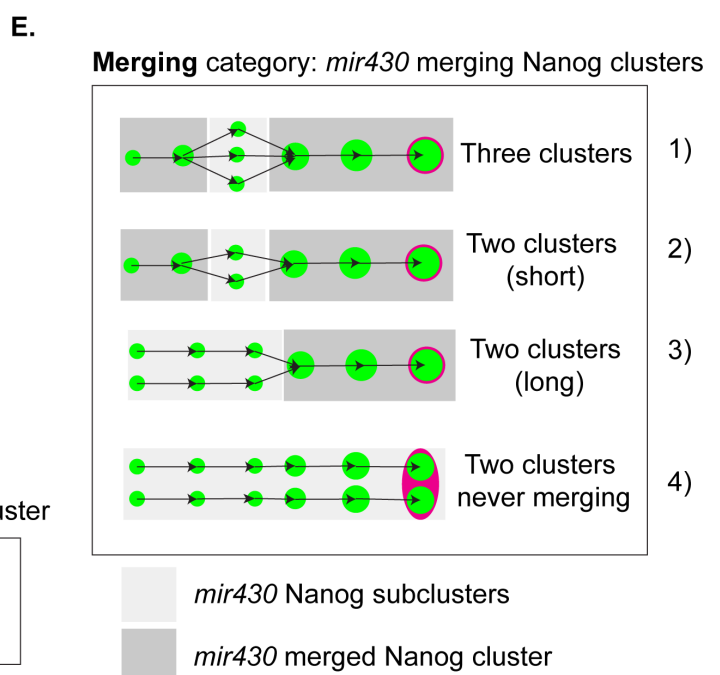 E.
Merging category: mir430 merging Nanog clusters
Three clusters
1)
Two clusters
(short)
2)
Two clusters
(long)
3)
Two clusters
never merging
4)
uster
mir430 Nanog subclusters
mir430 merged Nanog cluster